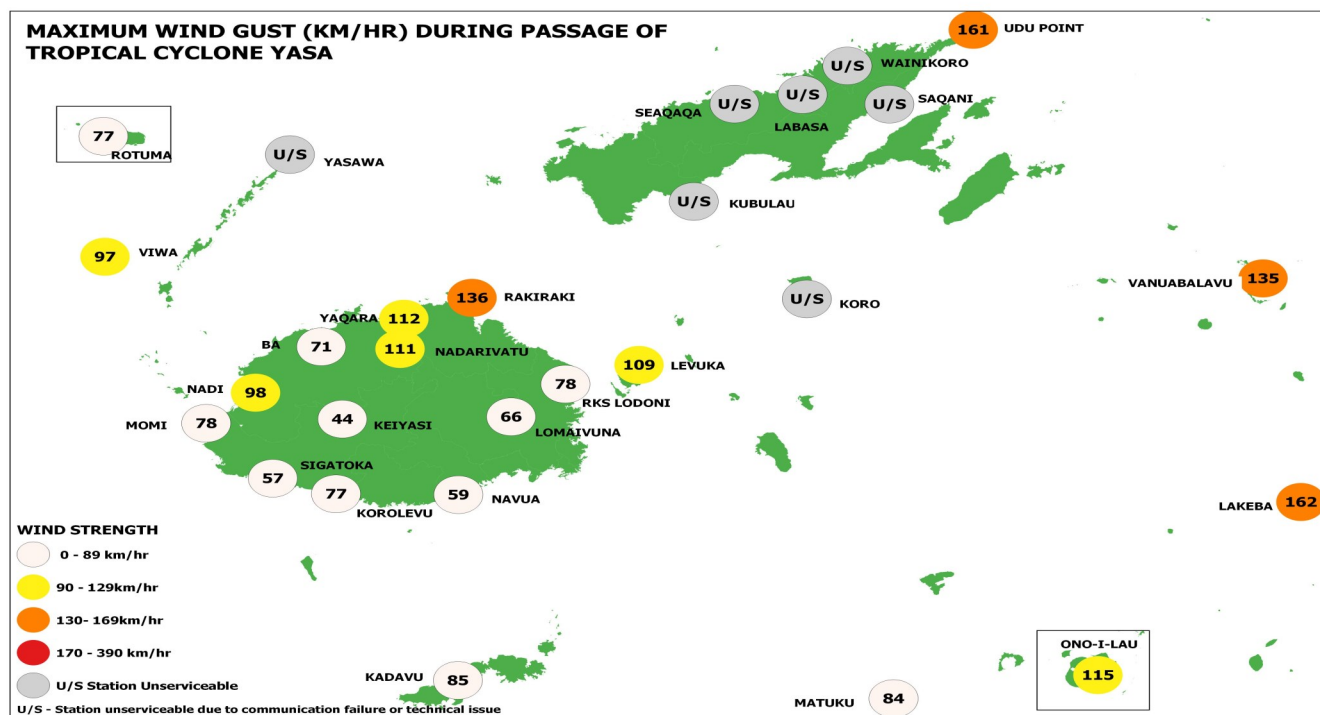 MAXIMUM WIND GUST (KM/HR) DURING PASSAGE OF
TROPICAL CYCLONE YASA
161
UDU POINT
U/S
WAINIKORO
U/S
SEAQAQA
U/S
LABASA
U/S
SAQANI
77
ROTUMA
U/S
YASAWA
U/S
KUBULAU
97
VIWA
136
RAKIRAKI
U/S
KORO
VANUABALAVU
135
YAQARA
112
BA
71
111
NADARIVATU
109
LEVUKA
NADI
98
78
RKS LODONI
MOMI
78
44
KEIYASI
66
LOMAIVUNA
SIGATOKA
57
77
KOROLEVU
59
NAVUA
LAKEBA
162
WIND STRENGTH
0 - 89 km/hr
90 - 129km/hr
130- 169km/hr
170 - 390 km/hr
U/S Station Unserviceable
U/S - Station unserviceable due to communication failure or technical issue
KADAVU
85
MATUKU
84
ONO-I-LAU
115